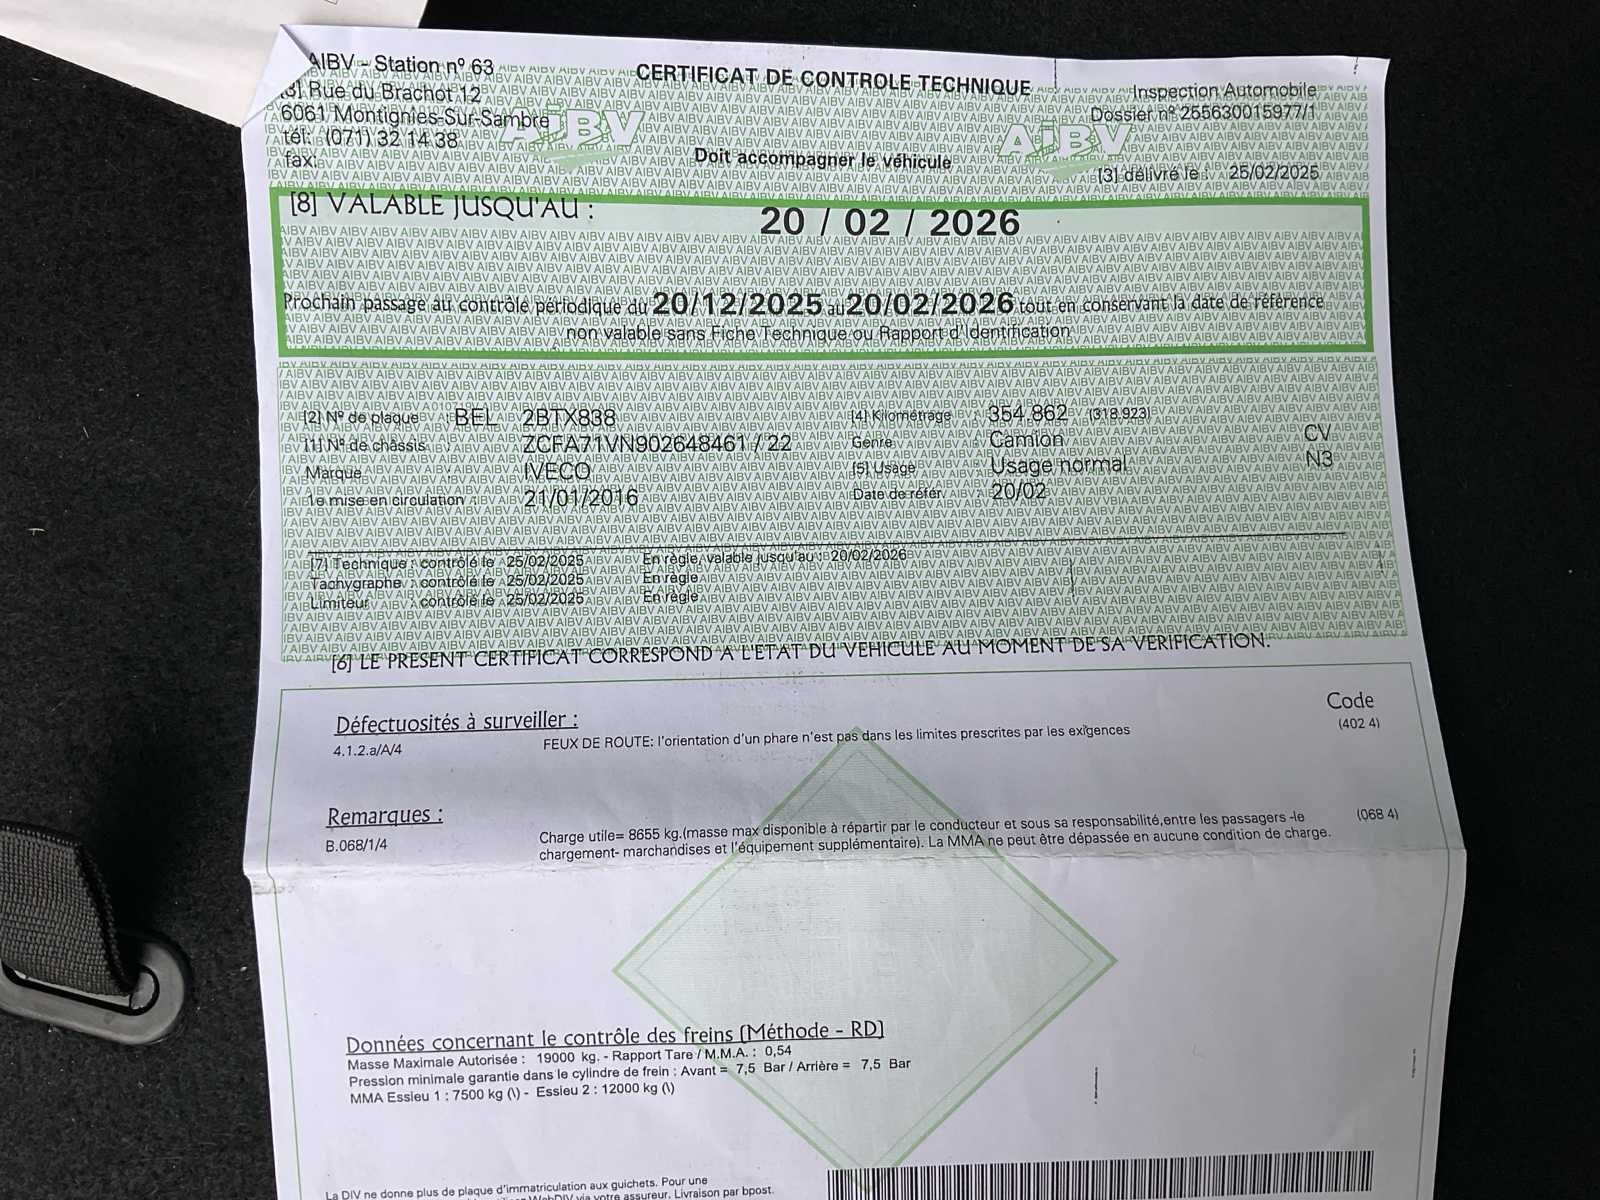 AIBV - Station nº 63
CERTIFICAT DE CONTROLE TECHNIQUE
Inspection Automobile
[3] Rue du Brachot 12
Dossier nº 255630015977/1
6061 Montignies-Sur-Sambre
AIBV
AIBV
tél: (071) 32 14 38
Doit accompagner le véhicule
fax:
[3] délivré le : 25/02/2025
[8] VALABLE JUSQU'AU : 20 / 02 / 2026
Prochain passage au contrôle périodique du 20/12/2025 au 20/02/2026 tout en conservant la date de référence
non valable sans Fiche Technique ou Rapport d'Identification
[2] Nº de plaque : BEL 2BTX838
[4] Kilométrage : 354.862 (318.923)
[1] Nº de châssis ZCFA71VN902648461 / 22
Genre : Camion CV
Marque : IVECO
[5] Usage : Usage normal N3
1e mise en circulation : 21/01/2016
Date de référ. : 20/02
[7] Technique : contrôlé le 25/02/2025 En règle, valable jusqu'au : 20/02/2026
Tachygraphe : contrôlé le 25/02/2025 En règle
Limiteur : contrôlé le 25/02/2025 En règle
[6] LE PRESENT CERTIFICAT CORRESPOND A L'ETAT DU VEHICULE AU MOMENT DE SA VERIFICATION.
Défectuosités à surveiller :
Code
4.1.2.a/A/4 FEUX DE ROUTE: l'orientation d'un phare n'est pas dans les limites prescrites par les exigences (402 4)
Remarques :
B.068/1/4 Charge utile= 8655 kg.(masse max disponible à répartir par le conducteur et sous sa responsabilité,entre les passagers -le (068 4)
chargement- marchandises et l'équipement supplémentaire). La MMA ne peut être dépassée en aucune condition de charge.
Données concernant le contrôle des freins (Méthode - RD)
Masse Maximale Autorisée : 19000 kg. - Rapport Tare / M.M.A. : 0,54
Pression minimale garantie dans le cylindre de frein : Avant = 7,5 Bar / Arrière = 7,5 Bar
MMA Essieu 1 : 7500 kg (\) - Essieu 2 : 12000 kg (\)
La DIV ne donne plus de plaque d'immatriculation aux guichets. Pour une
WebDIV via votre assureur. Livraison par bpost.